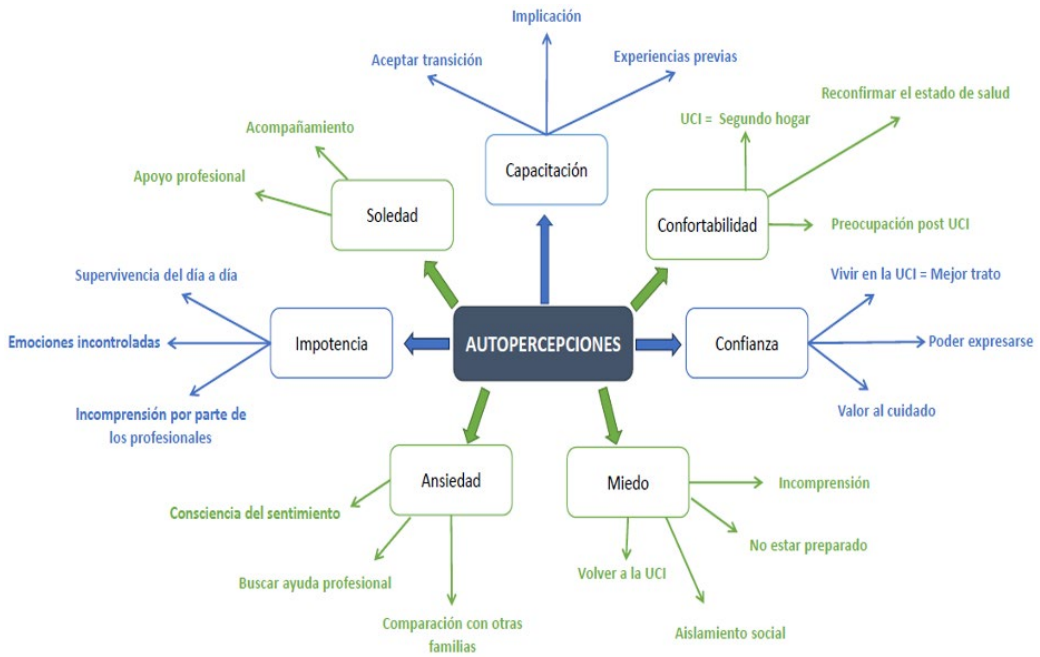 Implicación
Aceptar transición
Experiencias previas
Reconfirmar el estado de salud
UCI = Segundo hogar
Acompañamiento
Capacitación
Apoyo profesional
Soledad
Confortabilidad
Preocupación post UCI
Supervivencia del día a día
Vivir en la UCI = Mejor trato
Emociones incontroladas
Impotencia
AUTOPERCEPCIONES
Confianza
Poder expresarse
Incomprensión por parte de
los profesionales
Valor al cuidado
Ansiedad
Miedo
Incomprensión
Consciencia del sentimiento
No estar preparado
Buscar ayuda profesional
Volver a la UCI
Comparación con otras
familias
Aislamiento social